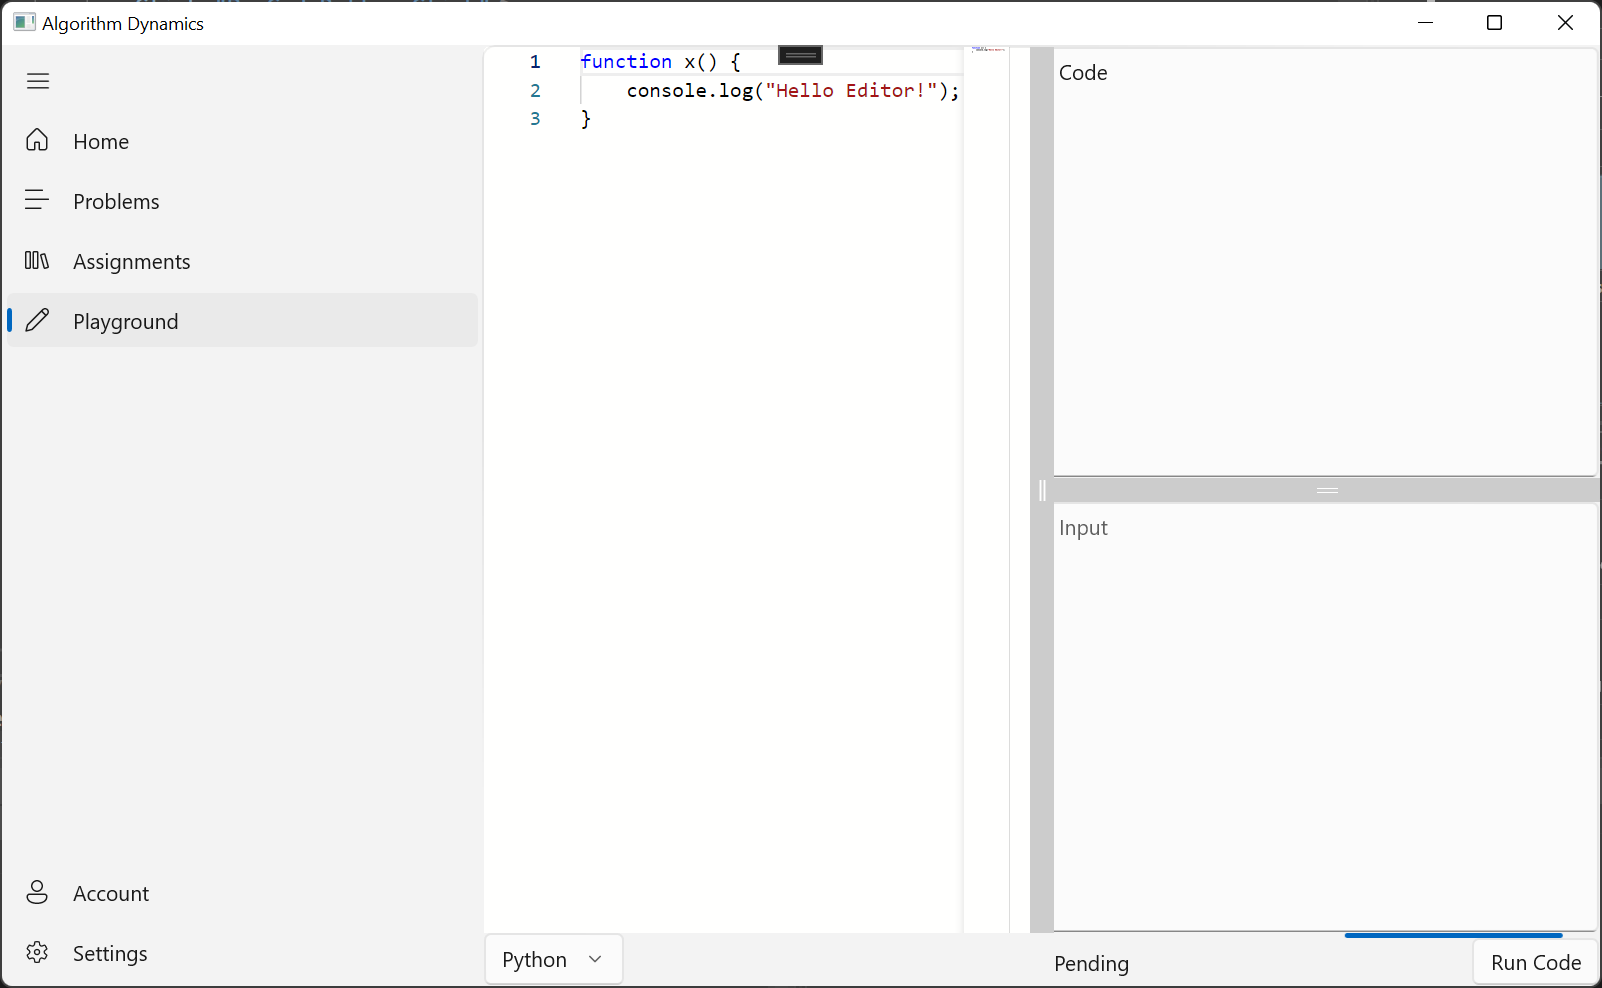 Algorithm Dynamics
Home
Problems
Assignments
Playground
Account
Settings
1 function x() {
2     console.log("Hello Editor!");
3 }
Python
Code
Input
Pending
Run Code